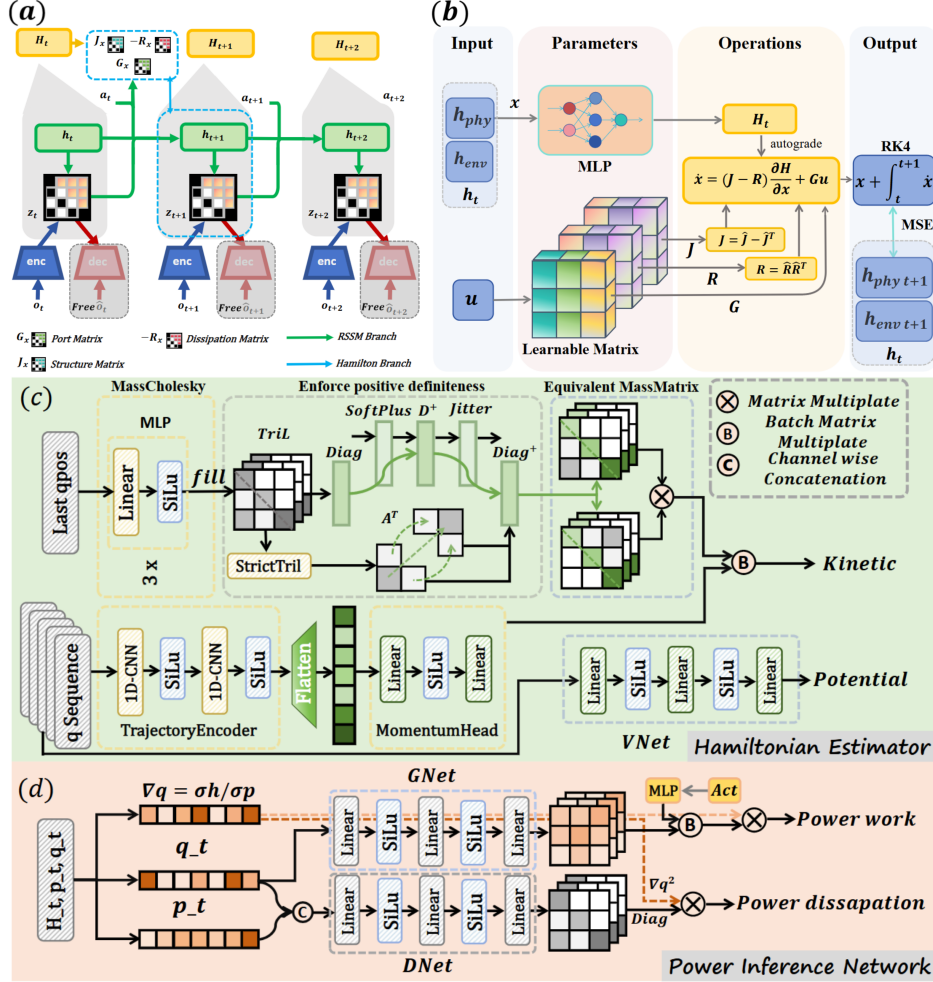 (a)
H_t
J_x
−R_x
G_x
H_{t+1}
H_{t+2}
a_t
a_{t+1}
a_{t+2}
h_t
h_{t+1}
h_{t+2}
z_t
z_{t+1}
z_{t+2}
enc
dec
enc
dec
enc
dec
o_t
Free ô_t
o_{t+1}
Free ô_{t+1}
o_{t+2}
Free ô_{t+2}
G_x Port Matrix
−R_x Dissipation Matrix
RSSM Branch
J_x Structure Matrix
Hamilton Branch
(b)
Input
Parameters
Operations
Output
h_{phy}
h_{env}
h_t
x
MLP
H_t
autograde
ẋ = (J − R) ∂H/∂x + Gu
RK4
x + ∫_t^{t+1} ẋ
MSE
J
J = Ĵ − Ĵ^T
R
R = R̂R̂^T
G
u
Learnable Matrix
h_{phy t+1}
h_{env t+1}
h_t
(c)
MassCholesky
Enforce positive definiteness
Equivalent MassMatrix
Last qpos
MLP
Linear
SiLu
3 x
fill
TriL
StrictTril
Diag
SoftPlus
D⁺
Jitter
Diag⁺
A^T
Matrix Multiplate
B
Batch Matrix
Multiplate
C
Channel wise
Concatenation
B
Kinetic
q Sequence
1D-CNN
SiLu
1D-CNN
SiLu
TrajectoryEncoder
Flatten
Linear
SiLu
Linear
MomentumHead
Linear
SiLu
Linear
SiLu
Linear
Potential
VNet
Hamiltonian Estimator
(d)
H_t, p_t, q_t
∇q = σh/σp
q_t
p_t
C
GNet
Linear
SiLu
Linear
SiLu
Linear
Linear
SiLu
Linear
SiLu
Linear
DNet
MLP
Act
B
Power work
∇q²
Diag
Power dissapation
Power Inference Network